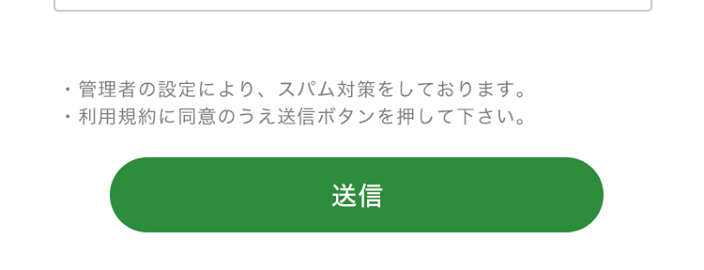 ・管理者の設定により、スパム対策をしております。
・利用規約に同意のうえ送信ボタンを押して下さい。
送信